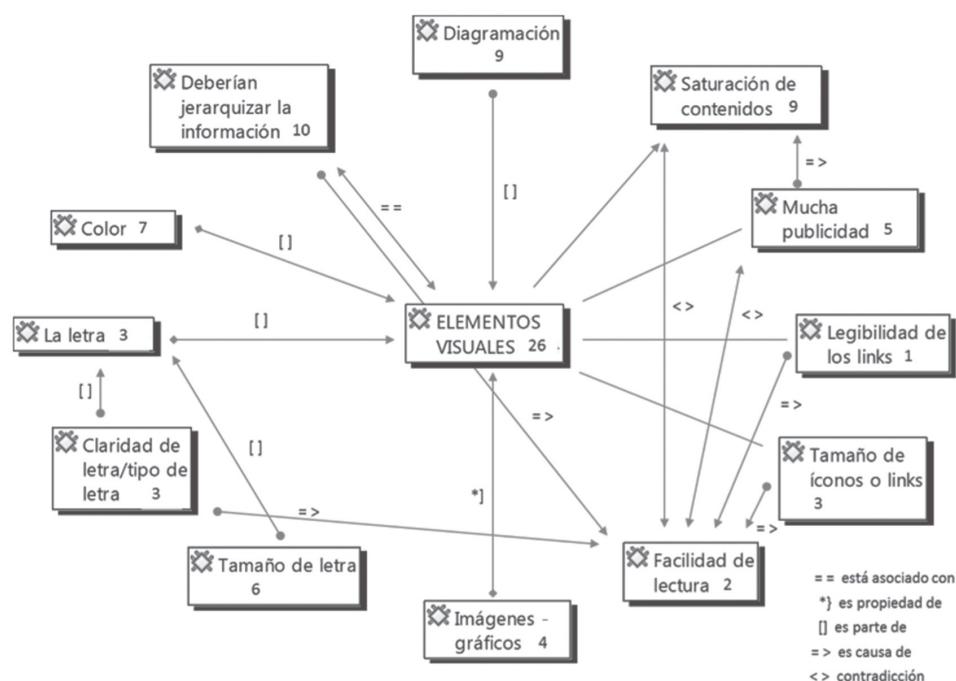 Diagramación
9
Deberían
jerarquizar la
información 10
Saturación de
contenidos 9
= >
[ ]
Mucha
publicidad 5
= =
Color 7
[ ]
< >
< >
La letra 3
[ ]
ELEMENTOS
VISUALES 26
Legibilidad de
los links 1
[ ]
= >
= >
Claridad de
letra/tipo de
letra 3
[ ]
*]
Tamaño de
íconos o links
3
= >
= >
Tamaño de letra
6
Facilidad de
lectura 2
Imágenes -
gráficos 4
= = está asociado con
*} es propiedad de
[] es parte de
= > es causa de
< > contradicción